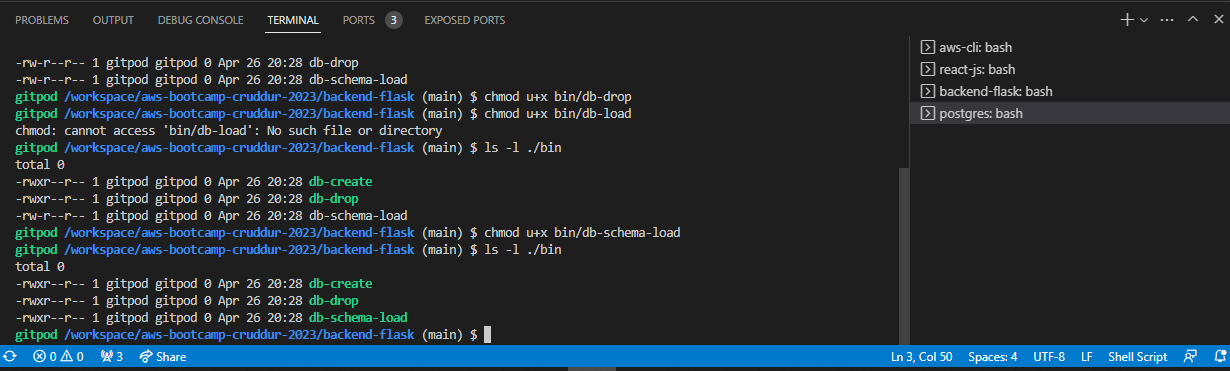 PROBLEMS OUTPUT DEBUG CONSOLE TERMINAL PORTS 3 EXPOSED PORTS
-rw-r--r-- 1 gitpod gitpod 0 Apr 26 20:28 db-drop
-rw-r--r-- 1 gitpod gitpod 0 Apr 26 20:28 db-schema-load
gitpod /workspace/aws-bootcamp-cruddur-2023/backend-flask (main) $ chmod u+x bin/db-drop
gitpod /workspace/aws-bootcamp-cruddur-2023/backend-flask (main) $ chmod u+x bin/db-load
chmod: cannot access 'bin/db-load': No such file or directory
gitpod /workspace/aws-bootcamp-cruddur-2023/backend-flask (main) $ ls -l ./bin
total 0
-rwxr--r-- 1 gitpod gitpod 0 Apr 26 20:28 db-create
-rwxr--r-- 1 gitpod gitpod 0 Apr 26 20:28 db-drop
-rw-r--r-- 1 gitpod gitpod 0 Apr 26 20:28 db-schema-load
gitpod /workspace/aws-bootcamp-cruddur-2023/backend-flask (main) $ chmod u+x bin/db-schema-load
gitpod /workspace/aws-bootcamp-cruddur-2023/backend-flask (main) $ ls -l ./bin
total 0
-rwxr--r-- 1 gitpod gitpod 0 Apr 26 20:28 db-create
-rwxr--r-- 1 gitpod gitpod 0 Apr 26 20:28 db-drop
-rwxr--r-- 1 gitpod gitpod 0 Apr 26 20:28 db-schema-load
gitpod /workspace/aws-bootcamp-cruddur-2023/backend-flask (main) $
aws-cli: bash
react-js: bash
backend-flask: bash
postgres: bash
0 0 3 Share Ln 3, Col 50 Spaces: 4 UTF-8 LF Shell Script